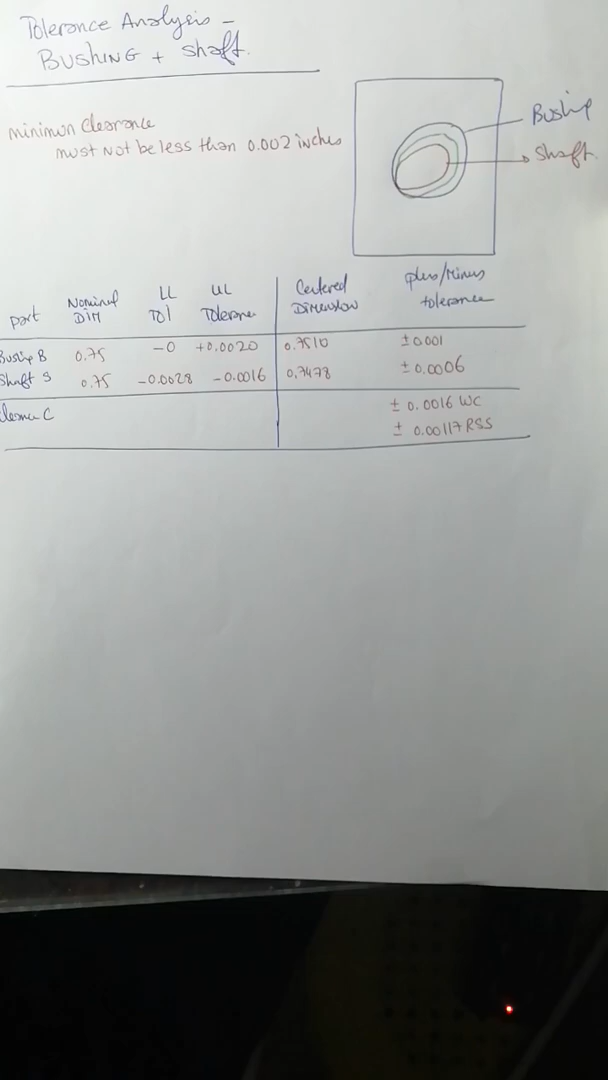 Tolerance Analysis -
BUSHING + shaft.
minimum Clearance
must not be less than 0.002 inches
Bushing
Shaft.
part Nominal DIM LL Tol UL Tolerance Centered DIMENSION plus/Minus tolerance
Bushing B 0.75 -0 +0.0020 0.7510 ±0.001
Shaft S 0.75 -0.0028 -0.0016 0.7478 ±0.0006
C ± 0.0016 WC
± 0.00117 RSS